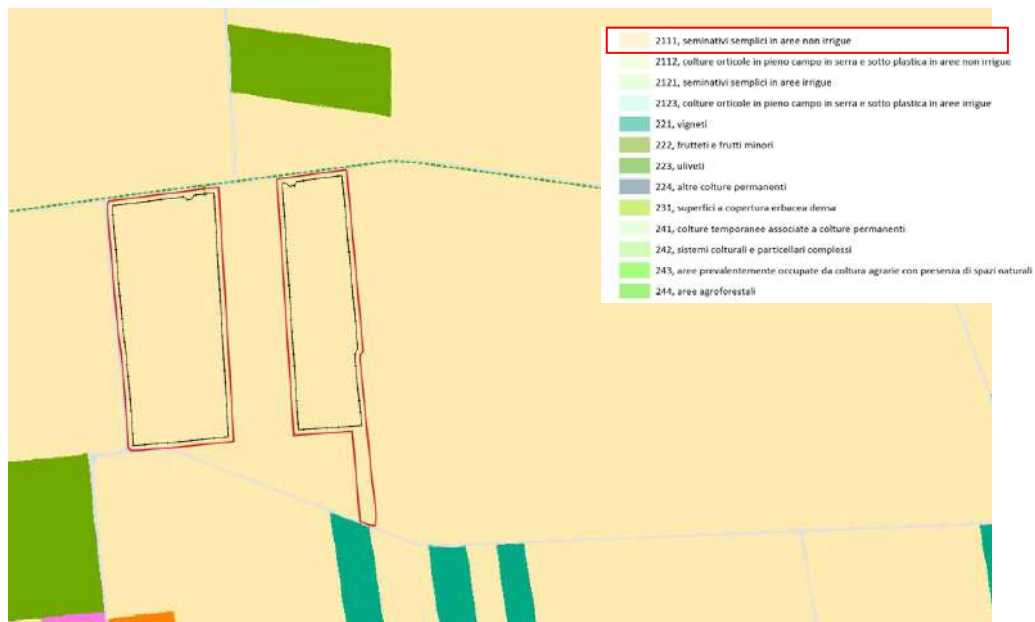 2111, seminativi semplici in aree non irrigue
2112, colture orticole in pieno campo in serra e sotto plastica in aree non irrigue
2121, seminativi semplici in aree irrigue
2123, colture orticole in pieno campo in serra e sotto plastica in aree irrigue
221, vigneti
222, frutteti e frutti minori
223, uliveti
224, altre colture permanenti
231, superfici a copertura erbacea densa
241, colture temporanee associate a colture permanenti
242, sistemi colturali e particellari complessi
243, aree prevalentemente occupate da coltura agrarie con presenza di spazi naturali
244, aree agroforestali